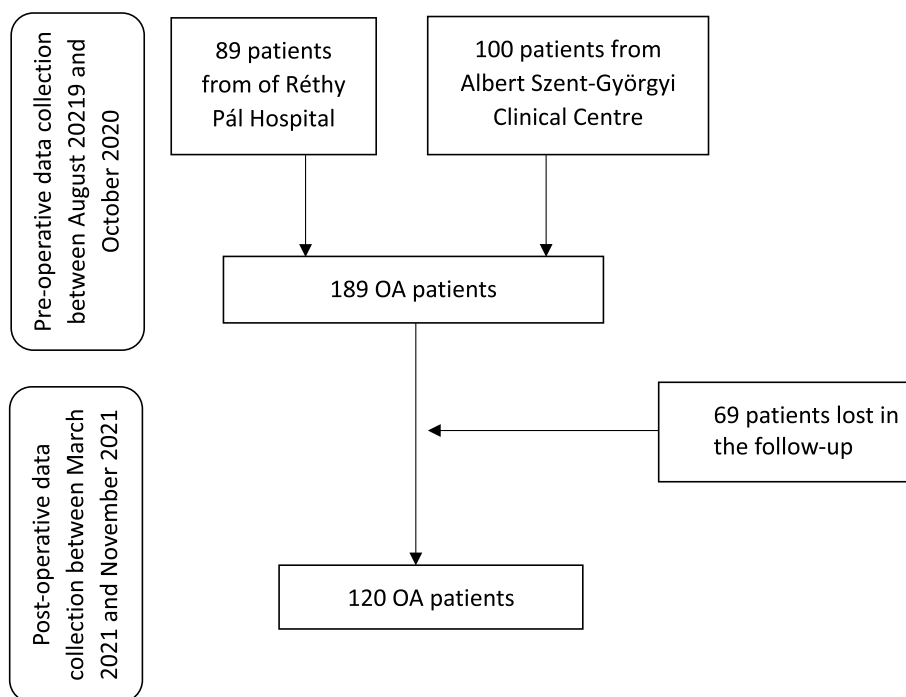 Pre-operative data collection
between August 20219 and
October 2020
89 patients
from of Réthy
Pál Hospital
100 patients from
Albert Szent-Györgyi
Clinical Centre
189 OA patients
69 patients lost in
the follow-up
Post-operative data
collection between March
2021 and November 2021
120 OA patients